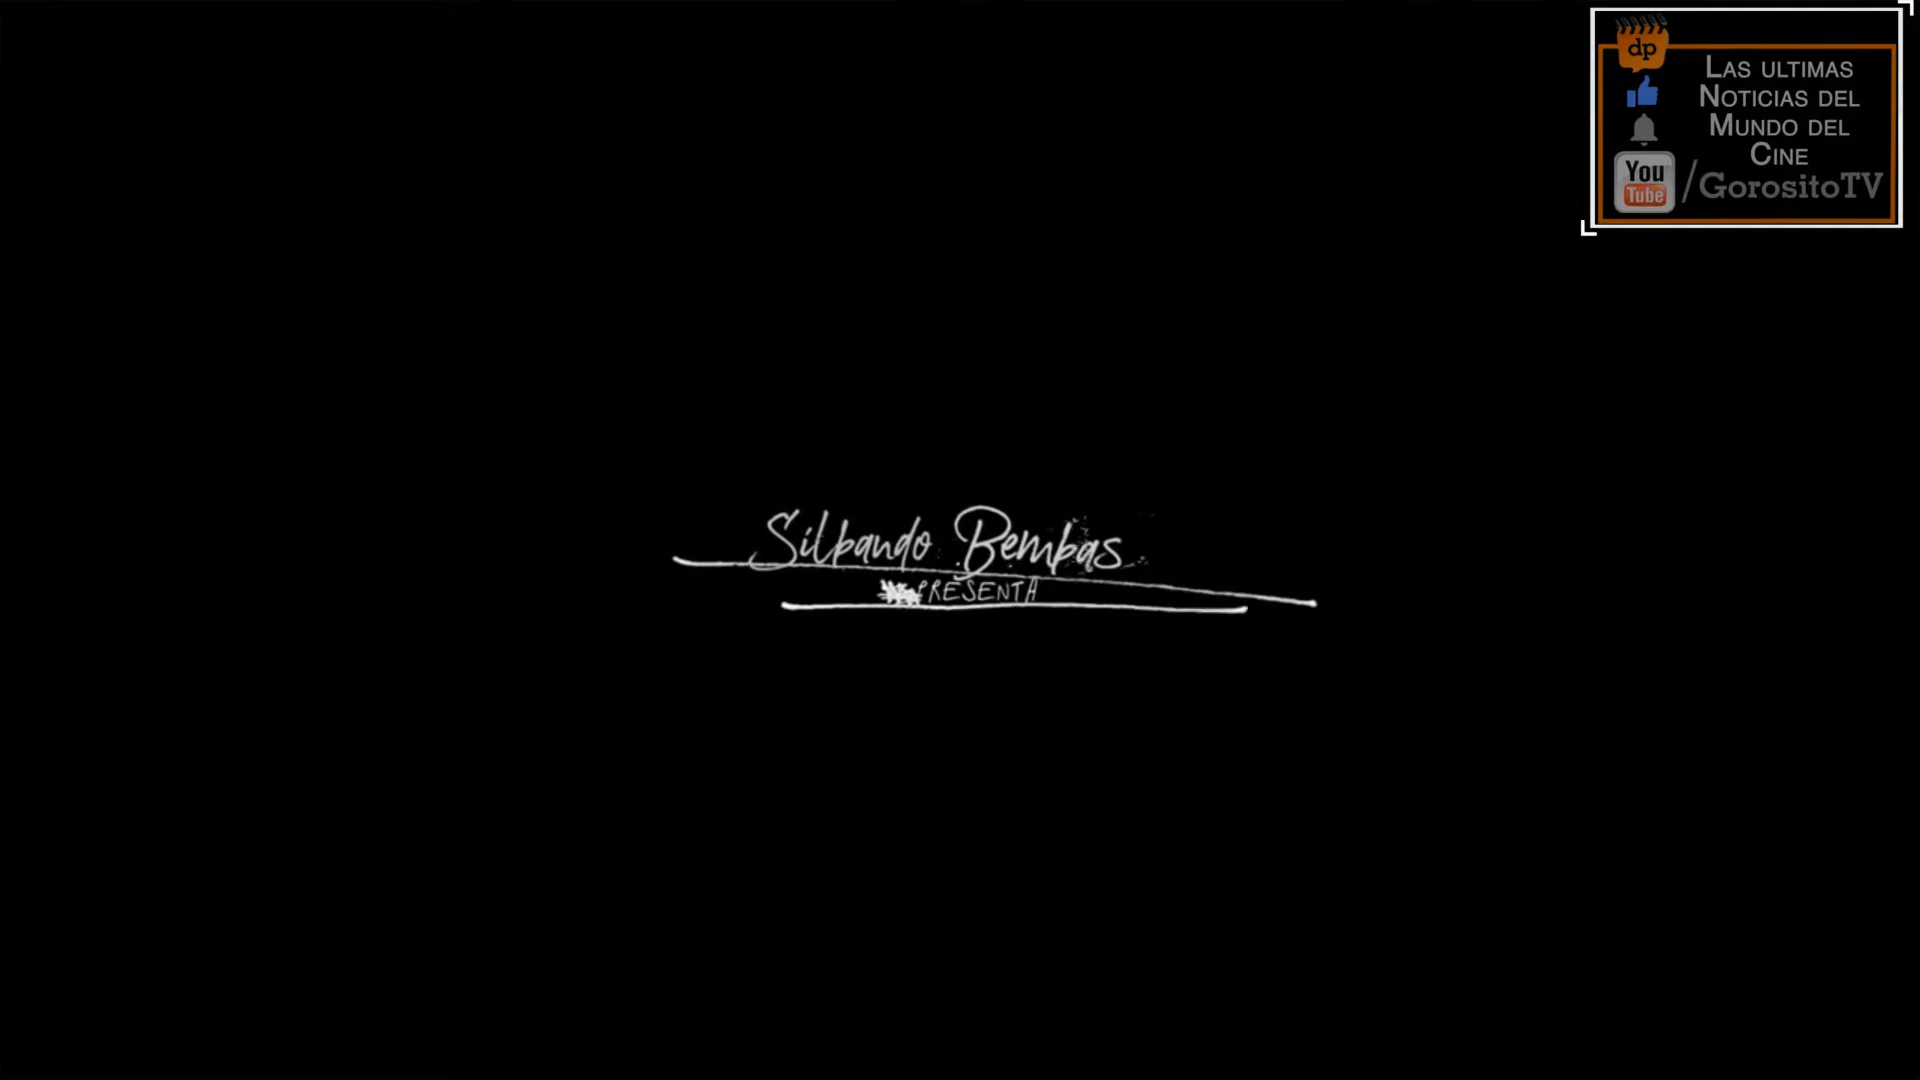 dp
LAS ULTIMAS
NOTICIAS DEL
MUNDO DEL
CINE
You
Tube
/GorositoTV
Silbando Bembas
PRESENTA